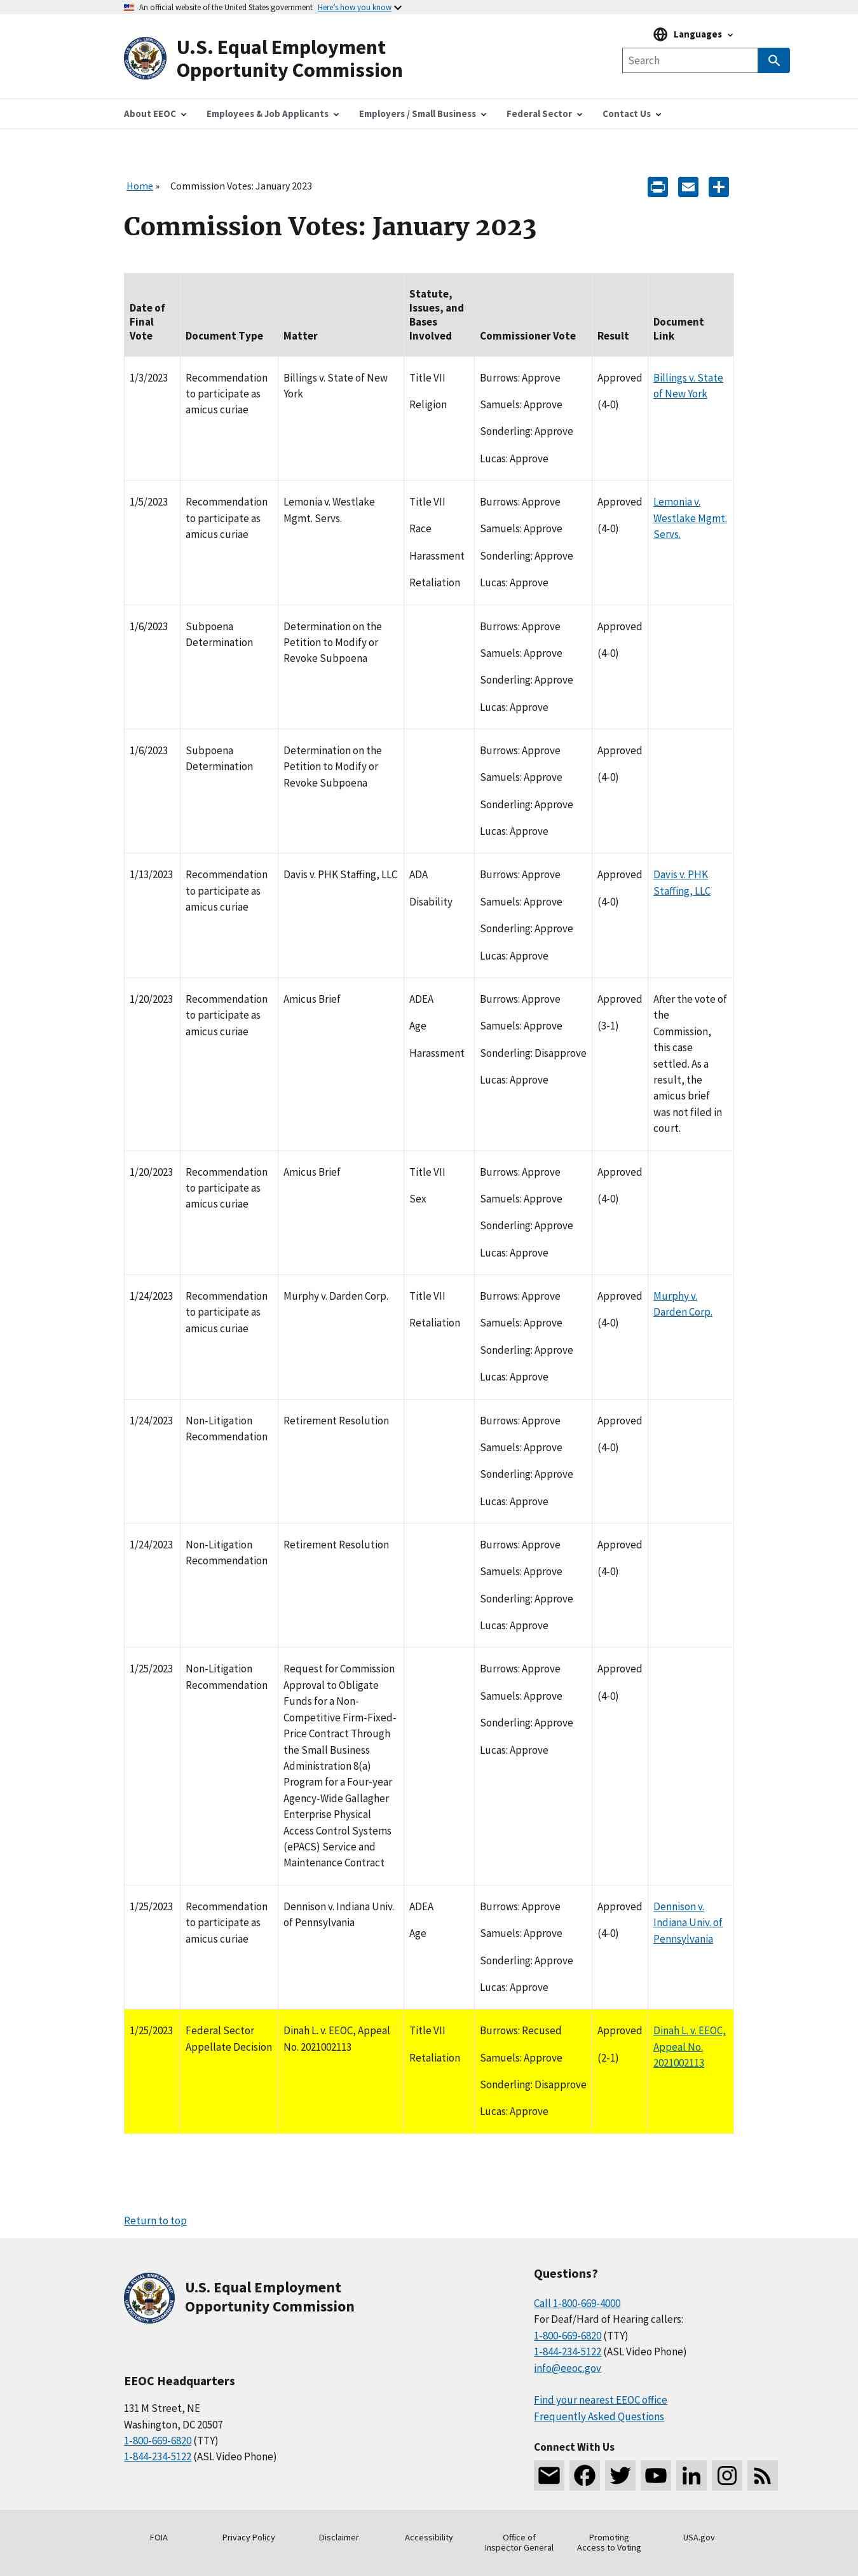 An official website of the United States government Here's how you know
Languages
U.S. Equal Employment
Opportunity Commission
Search
About EEOC Employees & Job Applicants Employers / Small Business Federal Sector Contact Us
Home » Commission Votes: January 2023
Commission Votes: January 2023
Date of Final Vote Document Type Matter Statute, Issues, and Bases Involved Commissioner Vote Result Document Link
1/3/2023 Recommendation to participate as amicus curiae Billings v. State of New York Title VII Religion Burrows: Approve Samuels: Approve Sonderling: Approve Lucas: Approve Approved (4-0) Billings v. State of New York
1/5/2023 Recommendation to participate as amicus curiae Lemonia v. Westlake Mgmt. Servs. Title VII Race Harassment Retaliation Burrows: Approve Samuels: Approve Sonderling: Approve Lucas: Approve Approved (4-0) Lemonia v. Westlake Mgmt. Servs.
1/6/2023 Subpoena Determination Determination on the Petition to Modify or Revoke Subpoena Burrows: Approve Samuels: Approve Sonderling: Approve Lucas: Approve Approved (4-0)
1/6/2023 Subpoena Determination Determination on the Petition to Modify or Revoke Subpoena Burrows: Approve Samuels: Approve Sonderling: Approve Lucas: Approve Approved (4-0)
1/13/2023 Recommendation to participate as amicus curiae Davis v. PHK Staffing, LLC ADA Disability Burrows: Approve Samuels: Approve Sonderling: Approve Lucas: Approve Approved (4-0) Davis v. PHK Staffing, LLC
1/20/2023 Recommendation to participate as amicus curiae Amicus Brief ADEA Age Harassment Burrows: Approve Samuels: Approve Sonderling: Disapprove Lucas: Approve Approved (3-1) After the vote of the Commission, this case settled. As a result, the amicus brief was not filed in court.
1/20/2023 Recommendation to participate as amicus curiae Amicus Brief Title VII Sex Burrows: Approve Samuels: Approve Sonderling: Approve Lucas: Approve Approved (4-0)
1/24/2023 Recommendation to participate as amicus curiae Murphy v. Darden Corp. Title VII Retaliation Burrows: Approve Samuels: Approve Sonderling: Approve Lucas: Approve Approved (4-0) Murphy v. Darden Corp.
1/24/2023 Non-Litigation Recommendation Retirement Resolution Burrows: Approve Samuels: Approve Sonderling: Approve Lucas: Approve Approved (4-0)
1/24/2023 Non-Litigation Recommendation Retirement Resolution Burrows: Approve Samuels: Approve Sonderling: Approve Lucas: Approve Approved (4-0)
1/25/2023 Non-Litigation Recommendation Request for Commission Approval to Obligate Funds for a Non-Competitive Firm-Fixed-Price Contract Through the Small Business Administration 8(a) Program for a Four-year Agency-Wide Gallagher Enterprise Physical Access Control Systems (ePACS) Service and Maintenance Contract Burrows: Approve Samuels: Approve Sonderling: Approve Lucas: Approve Approved (4-0)
1/25/2023 Recommendation to participate as amicus curiae Dennison v. Indiana Univ. of Pennsylvania ADEA Age Burrows: Approve Samuels: Approve Sonderling: Approve Lucas: Approve Approved (4-0) Dennison v. Indiana Univ. of Pennsylvania
1/25/2023 Federal Sector Appellate Decision Dinah L. v. EEOC, Appeal No. 2021002113 Title VII Retaliation Burrows: Recused Samuels: Approve Sonderling: Disapprove Lucas: Approve Approved (2-1) Dinah L. v. EEOC, Appeal No. 2021002113
Return to top
U.S. Equal Employment
Opportunity Commission
EEOC Headquarters
131 M Street, NE
Washington, DC 20507
1-800-669-6820 (TTY)
1-844-234-5122 (ASL Video Phone)
Questions?
Call 1-800-669-4000
For Deaf/Hard of Hearing callers:
1-800-669-6820 (TTY)
1-844-234-5122 (ASL Video Phone)
info@eeoc.gov
Find your nearest EEOC office
Frequently Asked Questions
Connect With Us
FOIA Privacy Policy Disclaimer Accessibility Office of Inspector General Promoting Access to Voting USA.gov